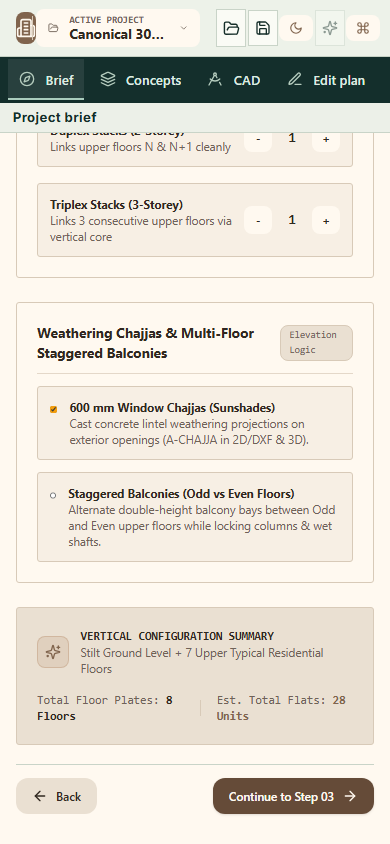 ACTIVE PROJECT
Canonical 30...
Brief
Concepts
CAD
Edit plan
Project brief
Duplex Stacks (2-Storey)
Links upper floors N & N+1 cleanly
- 1 +
Triplex Stacks (3-Storey)
Links 3 consecutive upper floors via
vertical core
- 1 +
Weathering Chajjas & Multi-Floor
Staggered Balconies
Elevation
Logic
600 mm Window Chajjas (Sunshades)
Cast concrete lintel weathering projections on
exterior openings (A-CHAJJA in 2D/DXF & 3D).
Staggered Balconies (Odd vs Even Floors)
Alternate double-height balcony bays between Odd
and Even upper floors while locking columns & wet
shafts.
VERTICAL CONFIGURATION SUMMARY
Stilt Ground Level + 7 Upper Typical Residential
Floors
Total Floor Plates: 8
Floors
Est. Total Flats: 28
Units
Back
Continue to Step 03